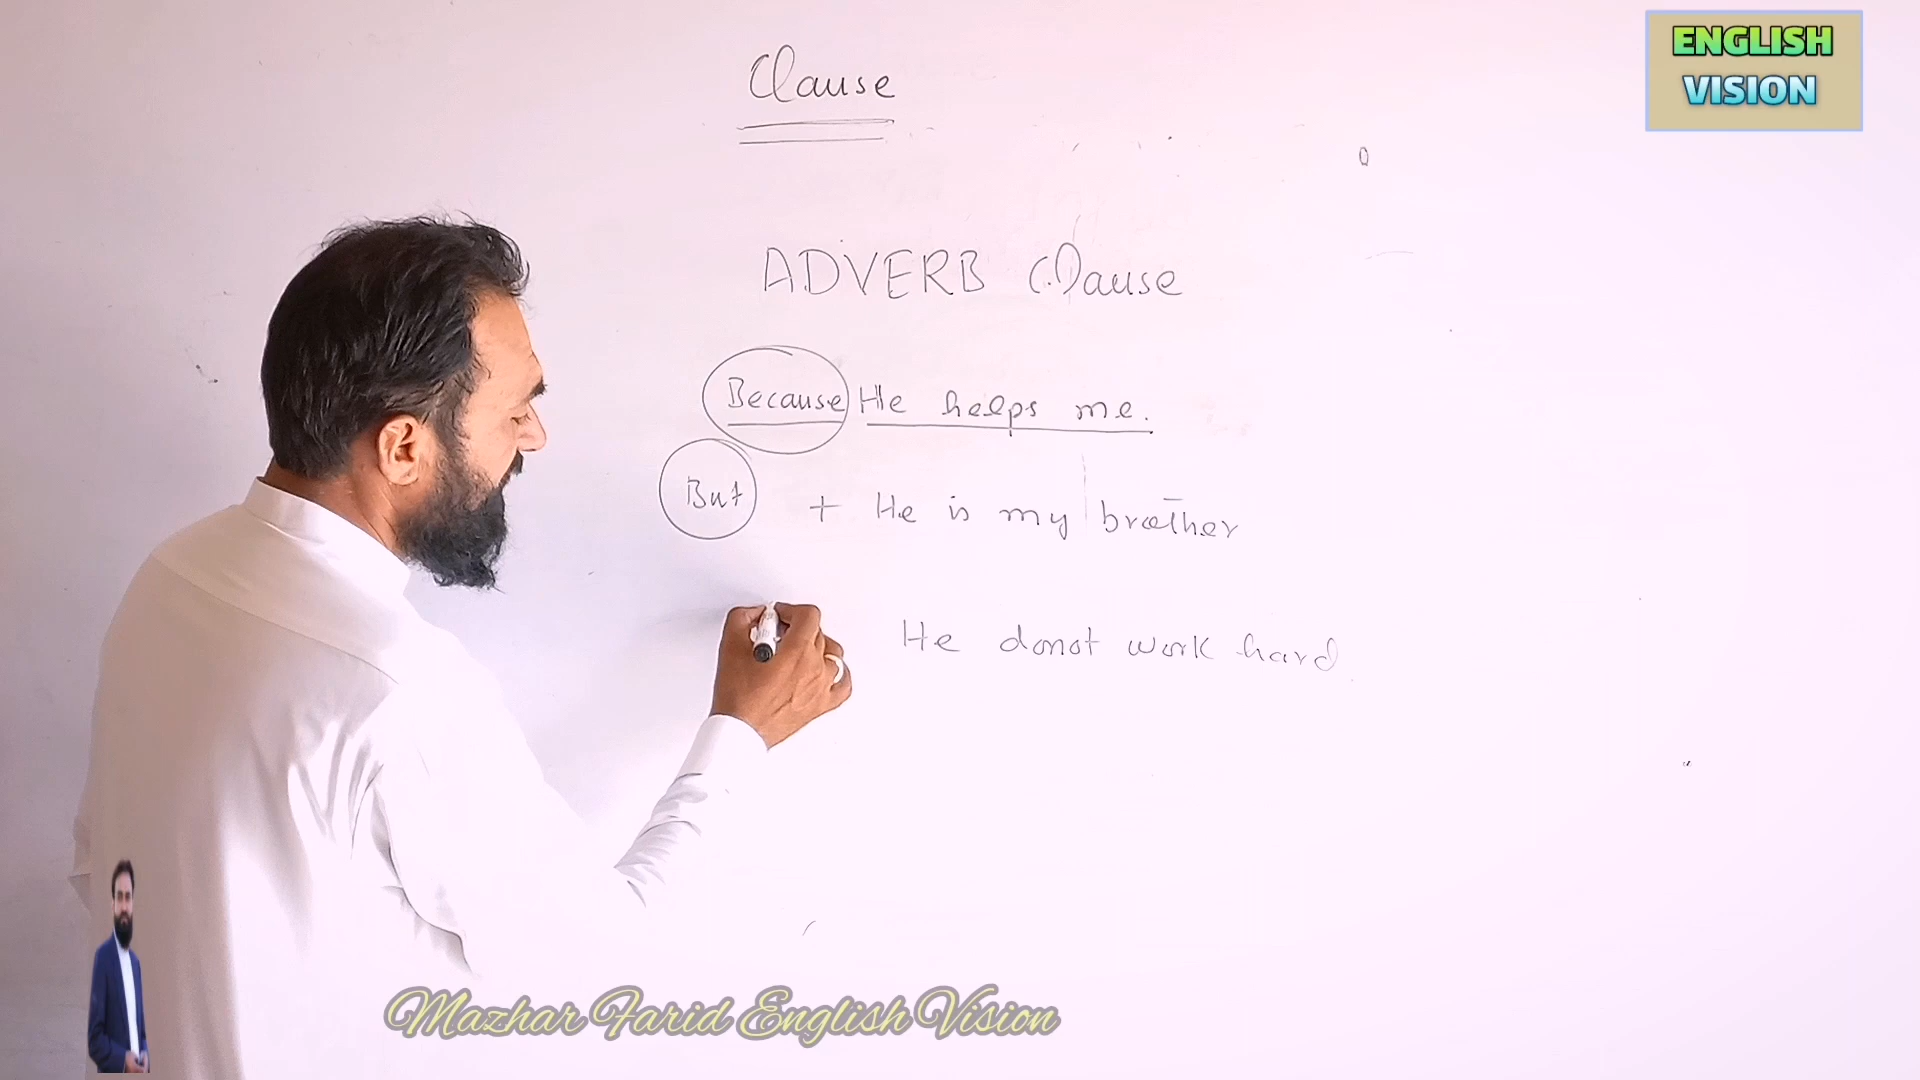 ENGLISH
VISION
Clause
ADVERB Clause
Because He helps me.
But + He is my brother
He donot work hard.
Mazhar Farid English Vision